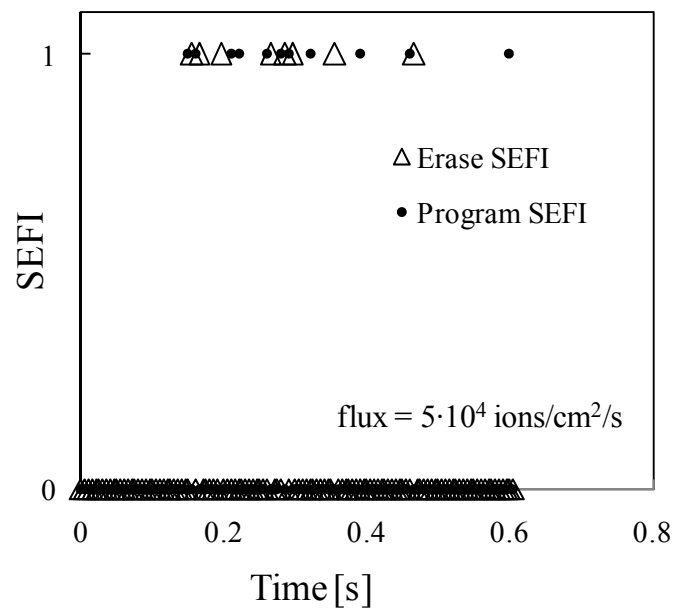 1
△ Erase SEFI
• Program SEFI
SEFI
flux = 5·10⁴ ions/cm²/s
0
0 0.2 0.4 0.6 0.8
Time [s]